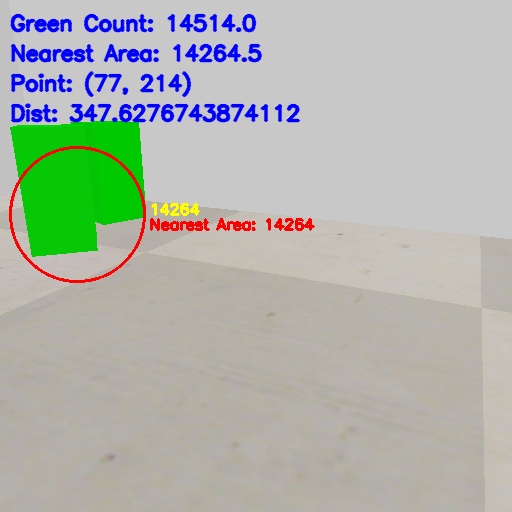 Green Count: 14514.0
Nearest Area: 14264.5
Point: (77, 214)
Dist: 347.6276743874112
14264
Nearest Area: 14264